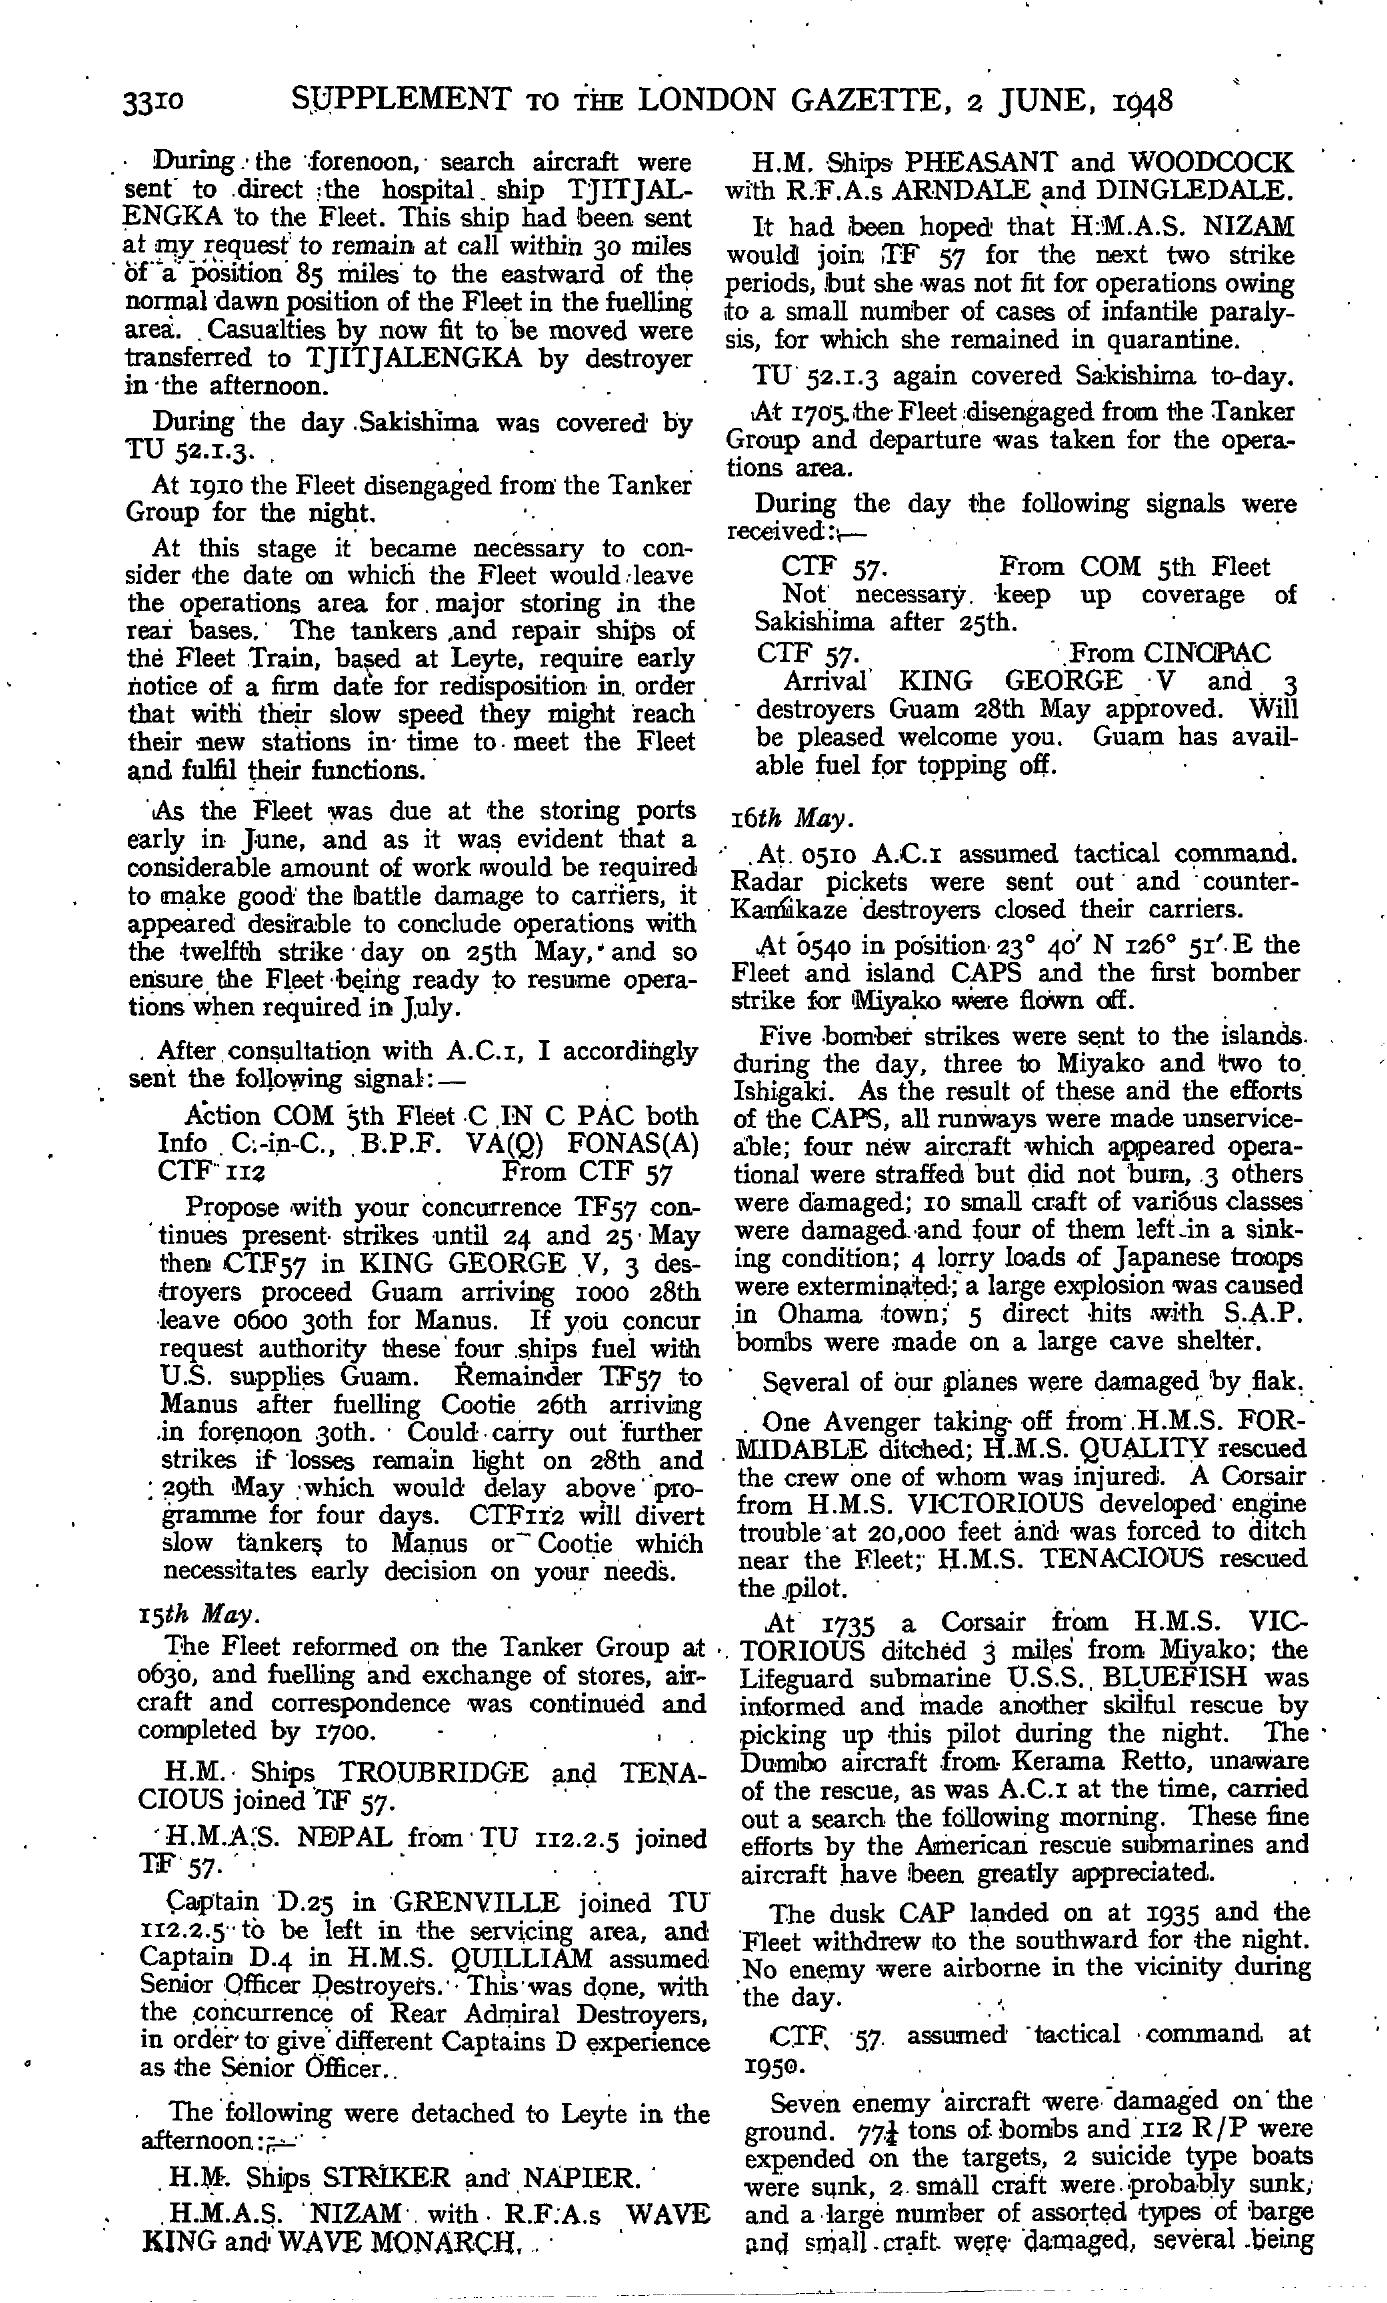 3310 SUPPLEMENT TO THE LONDON GAZETTE, 2 JUNE, 1948
During the forenoon, search aircraft were
sent to direct the hospital ship TJITJAL-
ENGKA to the Fleet. This ship had been sent
at my request to remain at call within 30 miles
of a position 85 miles to the eastward of the
normal dawn position of the Fleet in the fuelling
area. Casualties by now fit to be moved were
transferred to TJITJALENGKA by destroyer
in the afternoon.
During the day Sakishima was covered by
TU 52.1.3.
At 1910 the Fleet disengaged from the Tanker
Group for the night.
At this stage it became necessary to con-
sider the date on which the Fleet would leave
the operations area for major storing in the
rear bases. The tankers and repair ships of
the Fleet Train, based at Leyte, require early
notice of a firm date for redisposition in order
that with their slow speed they might reach
their new stations in time to meet the Fleet
and fulfil their functions.
As the Fleet was due at the storing ports
early in June, and as it was evident that a
considerable amount of work would be required
to make good the battle damage to carriers, it
appeared desirable to conclude operations with
the twelfth strike day on 25th May, and so
ensure the Fleet being ready to resume opera-
tions when required in July.
After consultation with A.C.1, I accordingly
sent the following signal:—
Action COM 5th Fleet C IN C PAC both
Info C.-in-C., B.P.F. VA(Q) FONAS(A)
CTF 112 From CTF 57
Propose with your concurrence TF57 con-
tinues present strikes until 24 and 25 May
then CTF57 in KING GEORGE V, 3 des-
troyers proceed Guam arriving 1000 28th
leave 0600 30th for Manus. If you concur
request authority these four ships fuel with
U.S. supplies Guam. Remainder TF57 to
Manus after fuelling Cootie 26th arriving
in forenoon 30th. Could carry out further
strikes if losses remain light on 28th and
29th May which would delay above pro-
gramme for four days. CTF112 will divert
slow tankers to Manus or Cootie which
necessitates early decision on your needs.
15th May.
The Fleet reformed on the Tanker Group at
0630, and fuelling and exchange of stores, air-
craft and correspondence was continued and
completed by 1700.
H.M. Ships TROUBRIDGE and TENA-
CIOUS joined TF 57.
H.M.A.S. NEPAL from TU 112.2.5 joined
TF 57.
Captain D.25 in GRENVILLE joined TU
112.2.5 to be left in the servicing area, and
Captain D.4 in H.M.S. QUILLIAM assumed
Senior Officer Destroyers. This was done, with
the concurrence of Rear Admiral Destroyers,
in order to give different Captains D experience
as the Senior Officer.
The following were detached to Leyte in the
afternoon:—
H.M. Ships STRIKER and NAPIER.
H.M.A.S. NIZAM with R.F.A.s WAVE
KING and WAVE MONARCH.
H.M. Ships PHEASANT and WOODCOCK
with R.F.A.s ARNDALE and DINGLEDALE.
It had been hoped that H.M.A.S. NIZAM
would join TF 57 for the next two strike
periods, but she was not fit for operations owing
to a small number of cases of infantile paraly-
sis, for which she remained in quarantine.
TU 52.1.3 again covered Sakishima to-day.
At 1705 the Fleet disengaged from the Tanker
Group and departure was taken for the opera-
tions area.
During the day the following signals were
received:—
CTF 57. From COM 5th Fleet
Not necessary keep up coverage of
Sakishima after 25th.
CTF 57. From CINCPAC
Arrival KING GEORGE V and 3
destroyers Guam 28th May approved. Will
be pleased welcome you. Guam has avail-
able fuel for topping off.
16th May.
At 0510 A.C.1 assumed tactical command.
Radar pickets were sent out and counter-
Kamikaze destroyers closed their carriers.
At 0540 in position 23° 40′ N 126° 51′ E the
Fleet and island CAPS and the first bomber
strike for Miyako were flown off.
Five bomber strikes were sent to the islands
during the day, three to Miyako and two to
Ishigaki. As the result of these and the efforts
of the CAPS, all runways were made unservice-
able; four new aircraft which appeared opera-
tional were straffed but did not burn, 3 others
were damaged; 10 small craft of various classes
were damaged and four of them left in a sink-
ing condition; 4 lorry loads of Japanese troops
were exterminated; a large explosion was caused
in Ohama town; 5 direct hits with S.A.P.
bombs were made on a large cave shelter.
Several of our planes were damaged by flak.
One Avenger taking off from H.M.S. FOR-
MIDABLE ditched; H.M.S. QUALITY rescued
the crew one of whom was injured. A Corsair
from H.M.S. VICTORIOUS developed engine
trouble at 20,000 feet and was forced to ditch
near the Fleet; H.M.S. TENACIOUS rescued
the pilot.
At 1735 a Corsair from H.M.S. VIC-
TORIOUS ditched 3 miles from Miyako; the
Lifeguard submarine U.S.S. BLUEFISH was
informed and made another skilful rescue by
picking up this pilot during the night. The
Dumbo aircraft from Kerama Retto, unaware
of the rescue, as was A.C.1 at the time, carried
out a search the following morning. These fine
efforts by the American rescue submarines and
aircraft have been greatly appreciated.
The dusk CAP landed on at 1935 and the
Fleet withdrew to the southward for the night.
No enemy were airborne in the vicinity during
the day.
CTF 57 assumed tactical command at
1950.
Seven enemy aircraft were damaged on the
ground. 77½ tons of bombs and 112 R/P were
expended on the targets, 2 suicide type boats
were sunk, 2 small craft were probably sunk,
and a large number of assorted types of barge
and small craft were damaged, several being